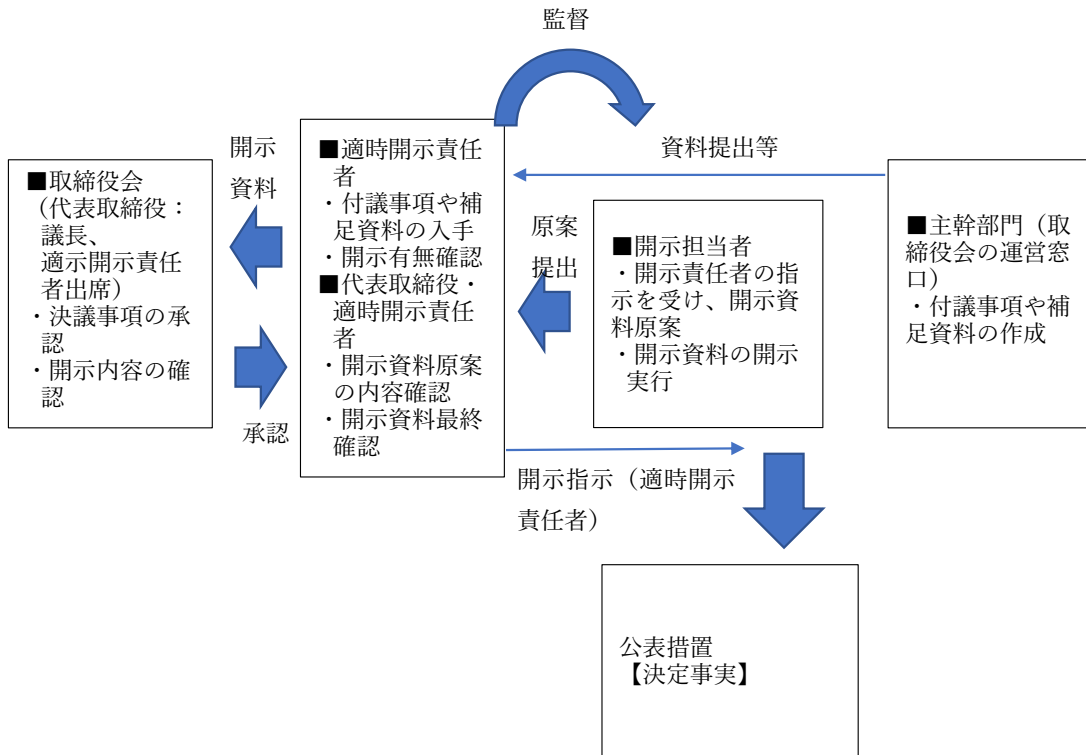 監督
開示
資料
■取締役会
（代表取締役：
議長、
適示開示責任
者出席）
・決議事項の承
認
・開示内容の確
認
承認
■適時開示責任
者
・付議事項や補
足資料の入手
・開示有無確認
■代表取締役・
適時開示責任
者
・開示資料原案
の内容確認
・開示資料最終
確認
資料提出等
原案
提出
■開示担当者
・開示責任者の
指示を受け、開示資
料原案
・開示資料の開示
実行
■主幹部門（取
締役会の運営窓
口）
・付議事項や補
足資料の作成
開示指示（適時開示
責任者）
公表措置
【決定事実】